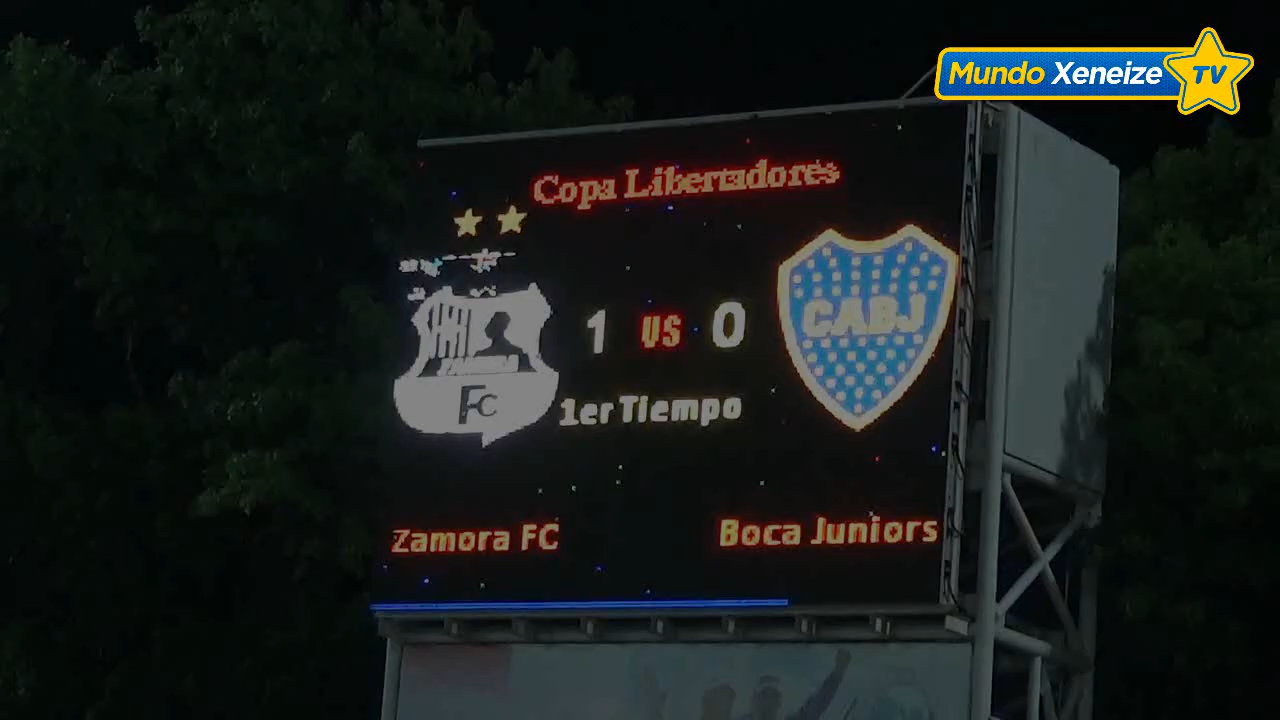 Mundo Xeneize TV
Copa Libertadores
1 VS 0
CABJ
FC
1er Tiempo
Zamora FC
Boca Juniors